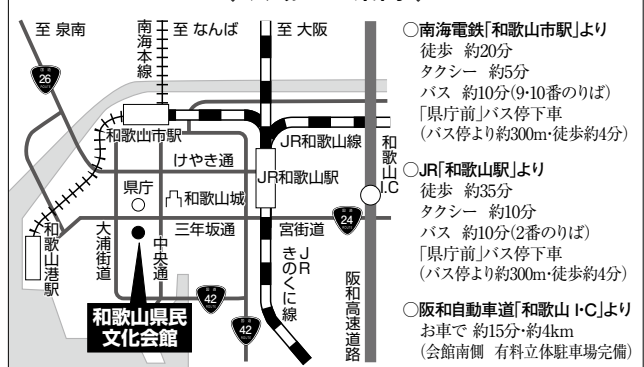 至 泉南
南海本線
至 なんば
至 大阪
国道
26
ROUTE
和歌山市駅
JR和歌山線
和歌山I.C
けやき通
JR和歌山駅
県庁
和歌山城
国道
24
ROUTE
和歌山港駅
大浦街道
三年坂通
中央通
宮街道
JRきのくに線
阪和高速道路
国道
42
ROUTE
国道
42
ROUTE
和歌山県民
文化会館
○南海電鉄「和歌山市駅」より
徒歩 約20分
タクシー 約5分
バス 約10分(9・10番のりば)
「県庁前」バス停下車
(バス停より約300m・徒歩約4分)
○JR「和歌山駅」より
徒歩 約35分
タクシー 約10分
バス 約10分(2番のりば)
「県庁前」バス停下車
(バス停より約300m・徒歩約4分)
○阪和自動車道「和歌山 I・C」より
お車で 約15分・約4km
(会館南側 有料立体駐車場完備)